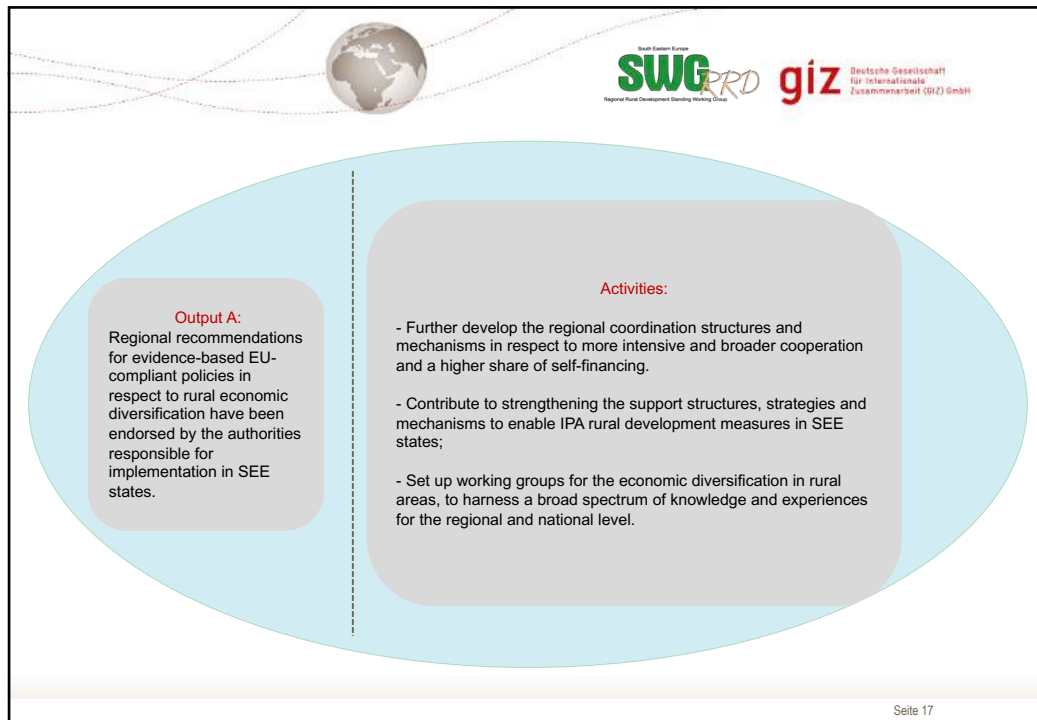 South Eastern Europe
SWG RRD
Regional Rural Development Standing Working Group
giz
Deutsche Gesellschaft
für Internationale
Zusammenarbeit (GIZ) GmbH
Output A:
Regional recommendations
for evidence-based EU-
compliant policies in
respect to rural economic
diversification have been
endorsed by the authorities
responsible for
implementation in SEE
states.
Activities:
- Further develop the regional coordination structures and
mechanisms in respect to more intensive and broader cooperation
and a higher share of self-financing.
- Contribute to strengthening the support structures, strategies and
mechanisms to enable IPA rural development measures in SEE
states;
- Set up working groups for the economic diversification in rural
areas, to harness a broad spectrum of knowledge and experiences
for the regional and national level.
Seite 17